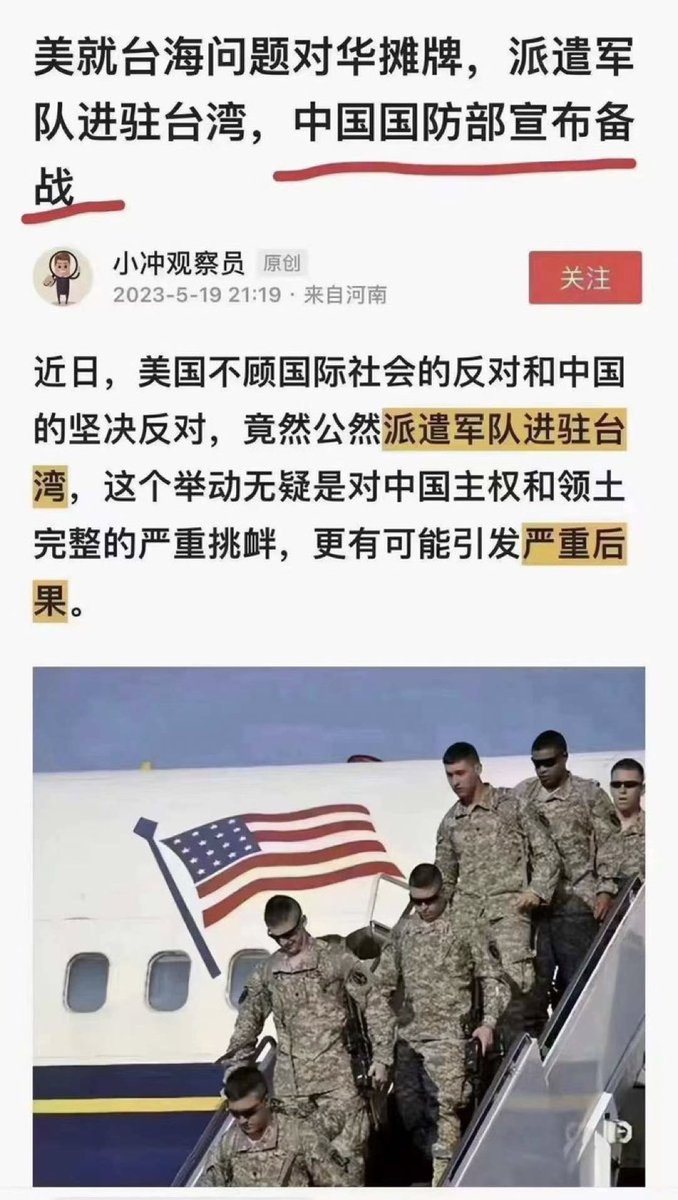 美就台海问题对华摊牌，派遣军
队进驻台湾，中国国防部宣布备
战
小冲观察员 原创
2023-5-19 21:19 · 来自河南
关注
近日，美国不顾国际社会的反对和中国
的坚决反对，竟然公然派遣军队进驻台
湾，这个举动无疑是对中国主权和领土
完整的严重挑衅，更有可能引发严重后
果。